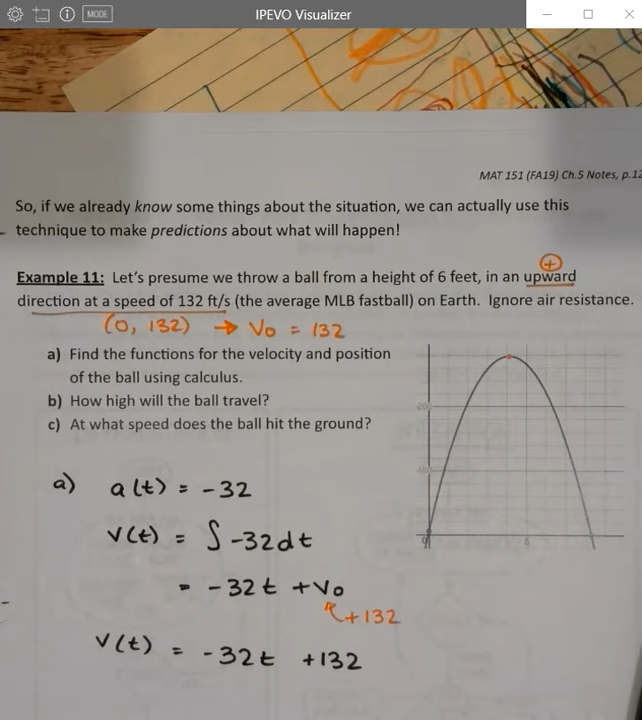 MODE
IPEVO Visualizer
MAT 151 (FA19) Ch.5 Notes, p.12
So, if we already know some things about the situation, we can actually use this
technique to make predictions about what will happen!
+
Example 11: Let's presume we throw a ball from a height of 6 feet, in an upward
direction at a speed of 132 ft/s (the average MLB fastball) on Earth. Ignore air resistance.
(0, 132) → V₀ = 132
a) Find the functions for the velocity and position
of the ball using calculus.
b) How high will the ball travel?
c) At what speed does the ball hit the ground?
a) a(t) = -32
V(t) = ∫ -32dt
= -32t + V₀
+132
V(t) = -32t +132